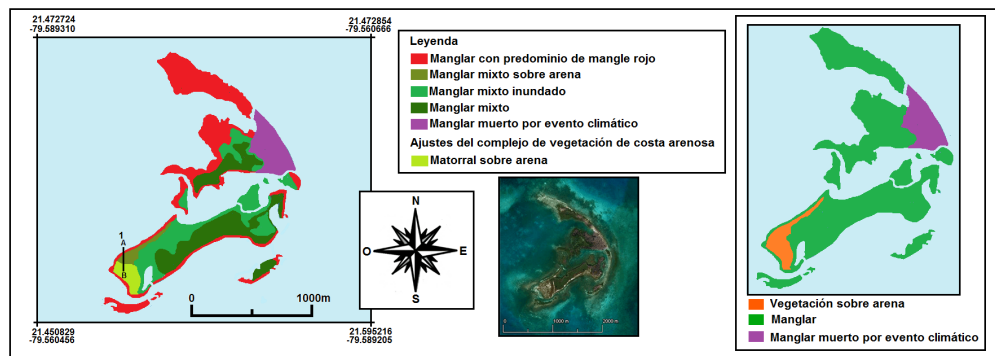 21.472724
-79.589310
21.472854
-79.560666
Leyenda
Manglar con predominio de mangle rojo
Manglar mixto sobre arena
Manglar mixto inundado
Manglar mixto
Manglar muerto por evento climático
Ajustes del complejo de vegetación de costa arenosa
Matorral sobre arena
1
A
B
0 1000m
21.450829
-79.560456
21.595216
-79.589205
N
O E
S
0 1000 m 2000 m
Vegetación sobre arena
Manglar
Manglar muerto por evento climático